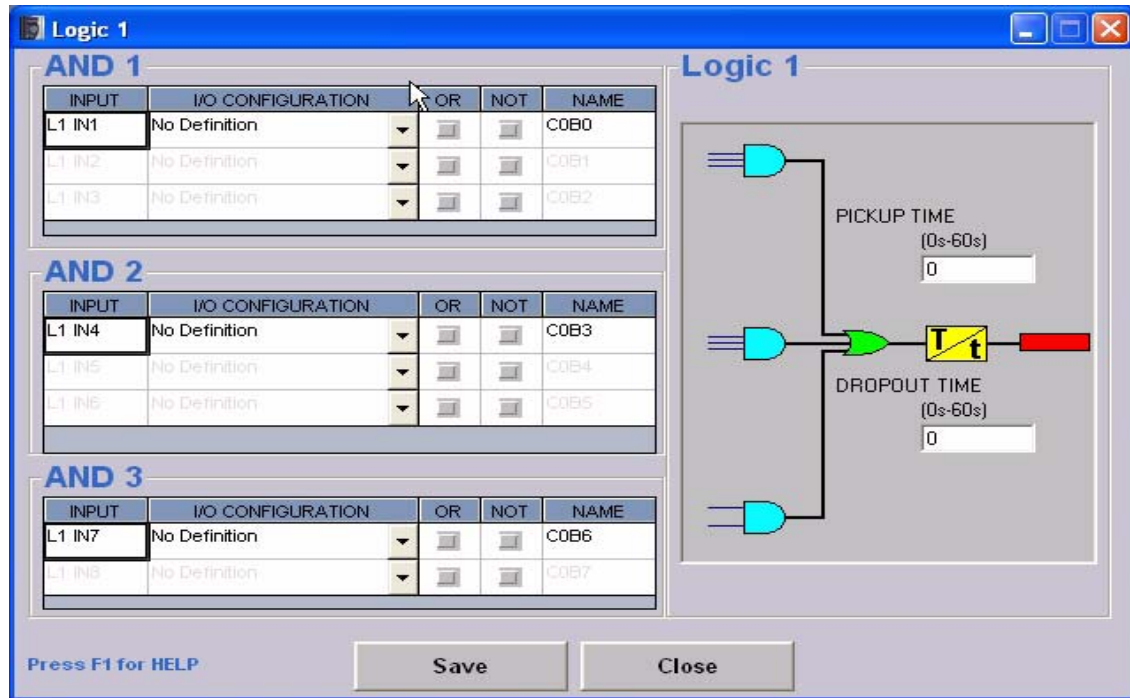 Logic 1
AND 1
INPUT I/O CONFIGURATION OR NOT NAME
L1 IN1 No Definition C0B0
L1 IN2 No Definition C0B1
L1 IN3 No Definition C0B2
AND 2
INPUT I/O CONFIGURATION OR NOT NAME
L1 IN4 No Definition C0B3
L1 IN5 No Definition C0B4
L1 IN6 No Definition C0B5
AND 3
INPUT I/O CONFIGURATION OR NOT NAME
L1 IN7 No Definition C0B6
L1 IN8 No Definition C0B7
Logic 1
PICKUP TIME
(0s-60s)
0
T t
DROPOUT TIME
(0s-60s)
0
Press F1 for HELP
Save
Close